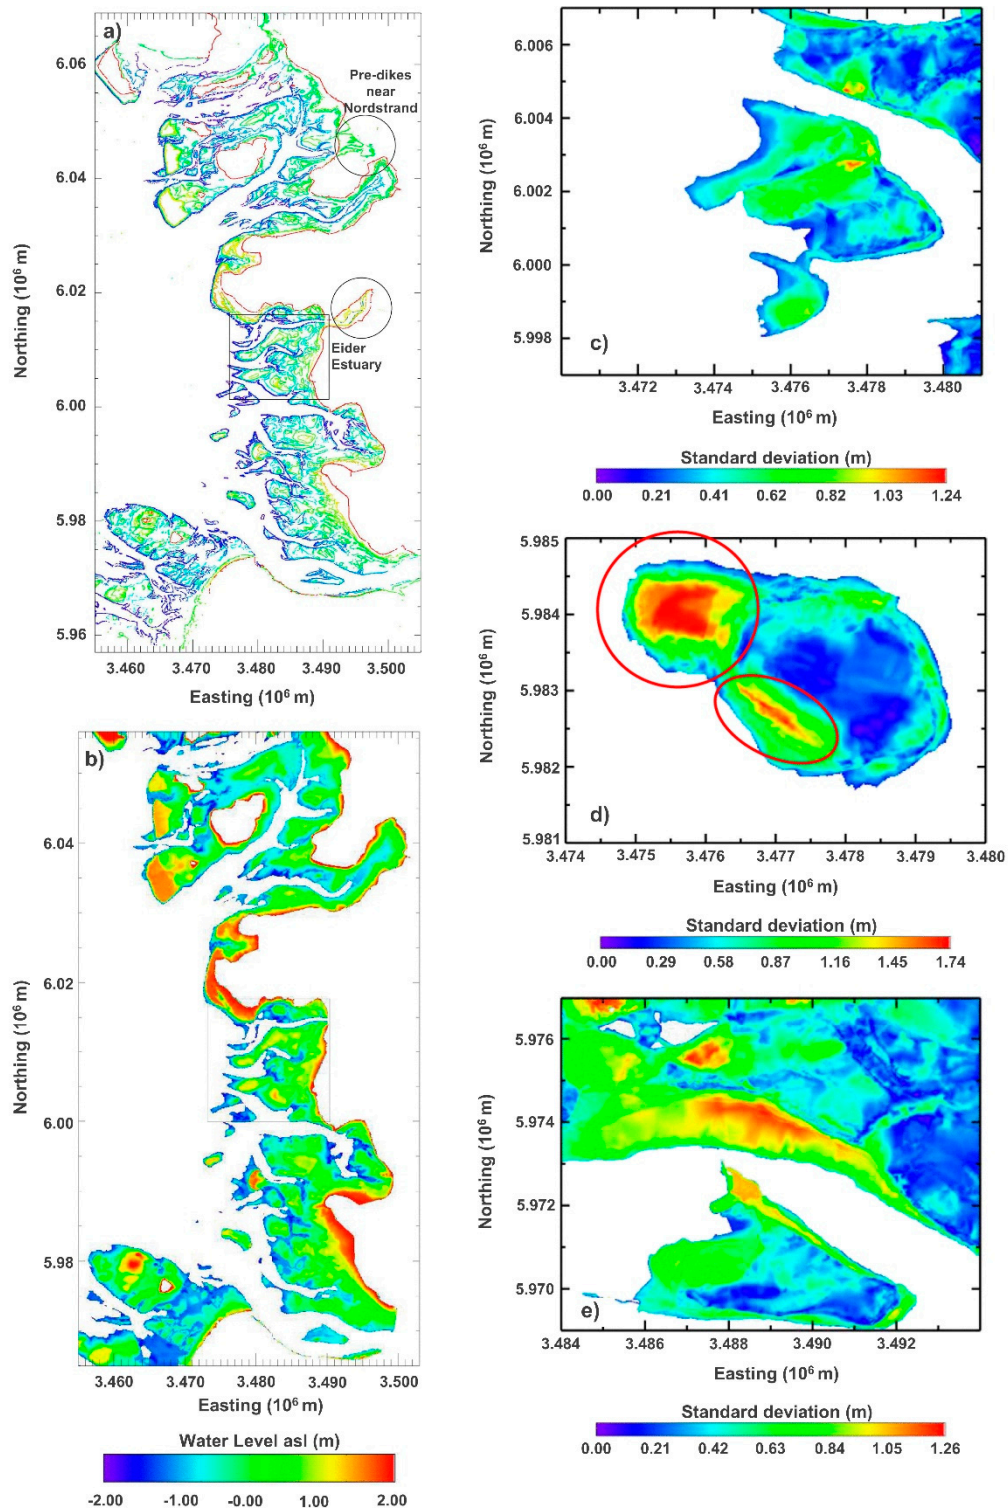 a)
6.06
6.04
6.02
6.00
5.98
5.96
Northing (10⁶ m)
Pre-dikes
near
Nordstrand
Eider
Estuary
3.460 3.470 3.480 3.490 3.500
Easting (10⁶ m)
b)
6.04
6.02
6.00
5.98
Northing (10⁶ m)
3.460 3.470 3.480 3.490 3.500
Easting (10⁶ m)
Water Level asl (m)
-2.00 -1.00 -0.00 1.00 2.00
6.006
6.004
6.002
6.000
5.998
Northing (10⁶ m)
c)
3.472 3.474 3.476 3.478 3.480
Easting (10⁶ m)
Standard deviation (m)
0.00 0.21 0.41 0.62 0.82 1.03 1.24
5.985
5.984
5.983
5.982
5.981
Northing (10⁶ m)
d)
3.474 3.475 3.476 3.477 3.478 3.479 3.480
Easting (10⁶ m)
Standard deviation (m)
0.00 0.29 0.58 0.87 1.16 1.45 1.74
5.976
5.974
5.972
5.970
Northing (10⁶ m)
e)
3.484 3.486 3.488 3.490 3.492
Easting (10⁶ m)
Standard deviation (m)
0.00 0.21 0.42 0.63 0.84 1.05 1.26